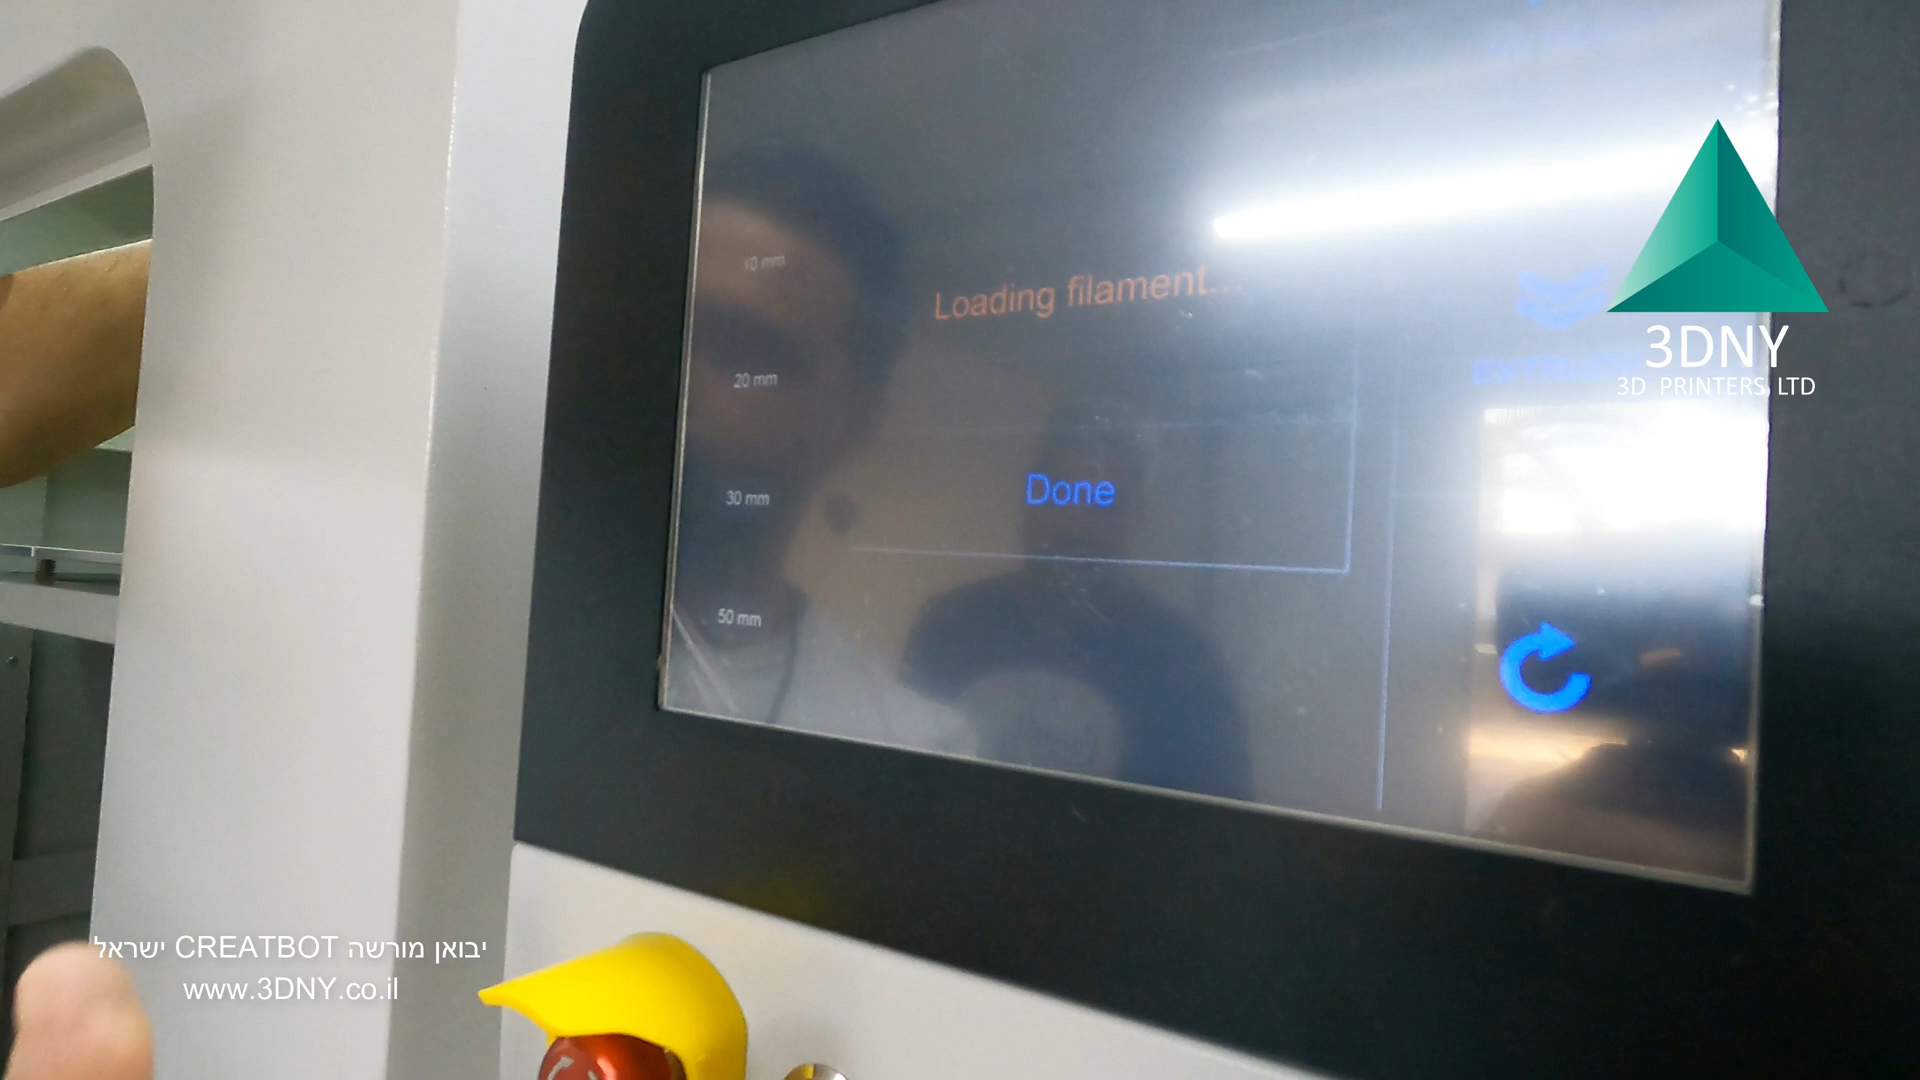 10 mm
Loading filament...
20 mm
Done
30 mm
50 mm
3DNY
3D PRINTERS LTD
יבואן מורשה CREATBOT ישראל
www.3DNY.co.il